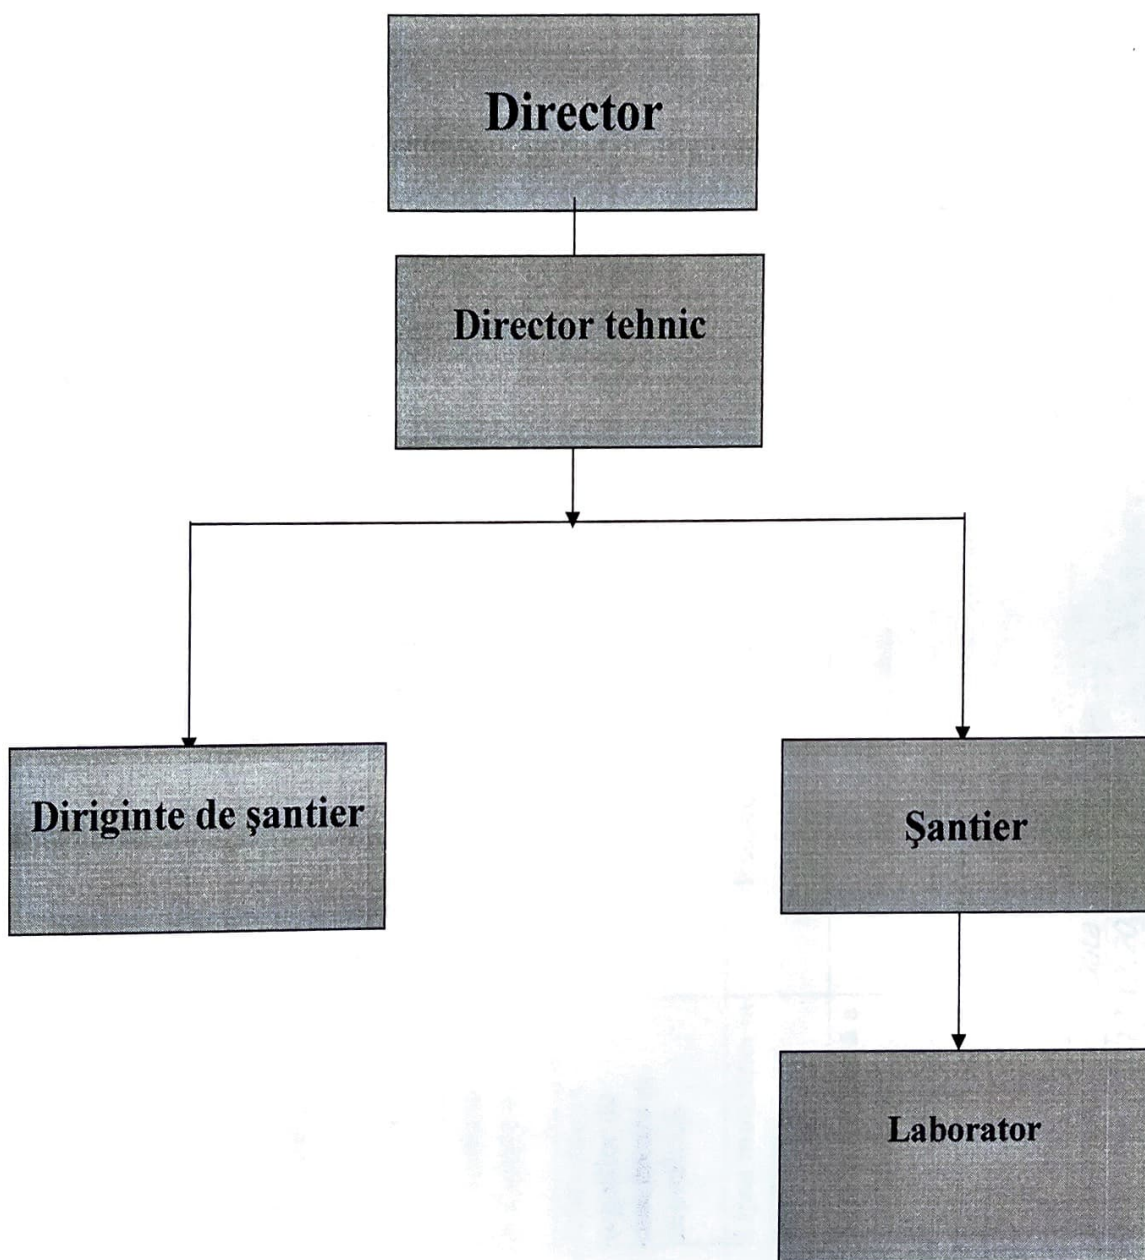 Director
Director tehnic
Diriginte de şantier
Şantier
Laborator